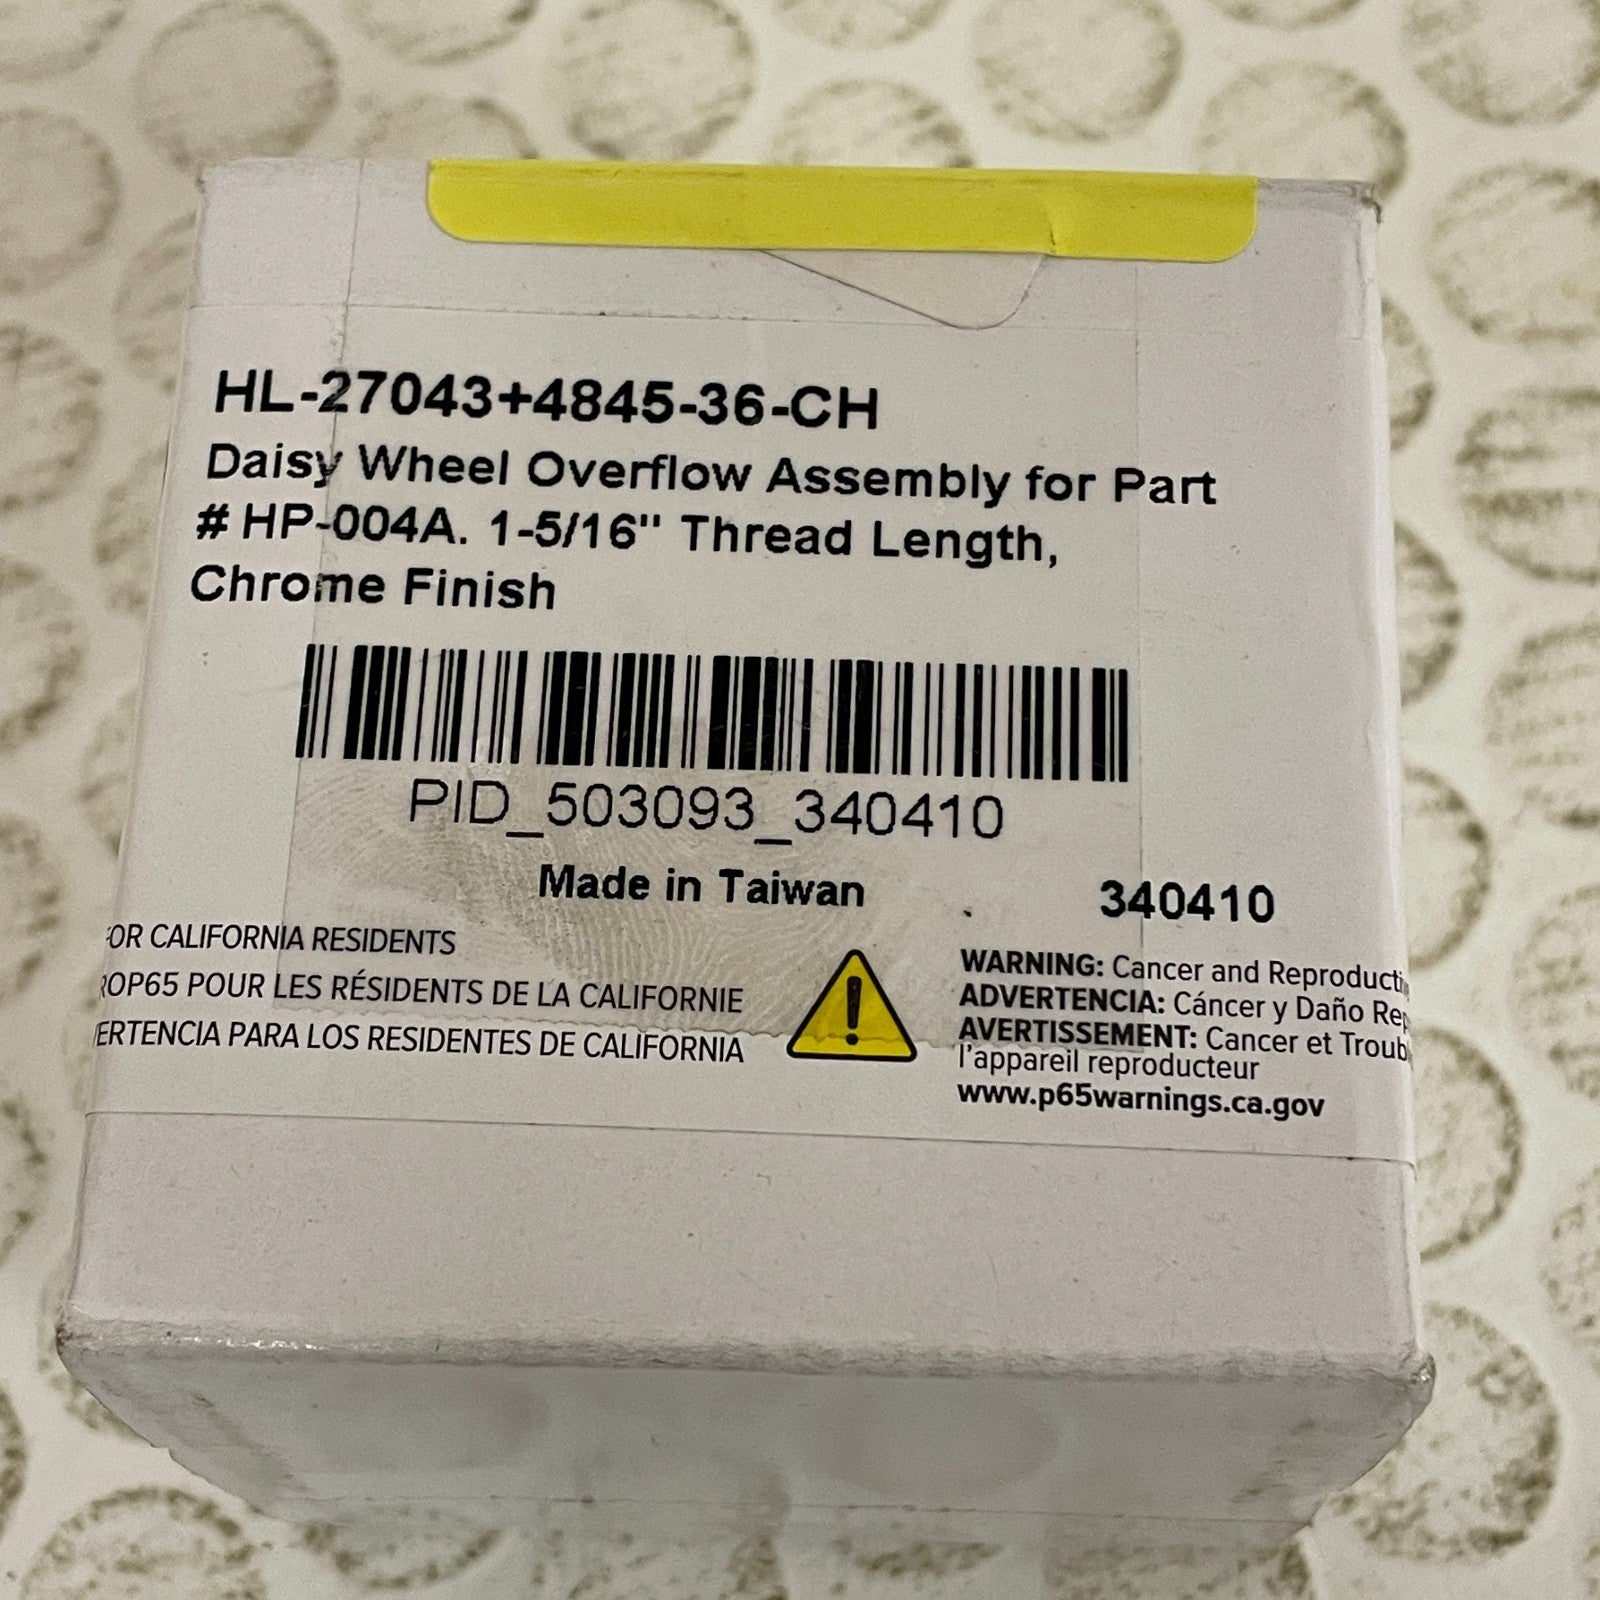 HL-27043+4845-36-CH
Daisy Wheel Overflow Assembly for Part
# HP-004A. 1-5/16" Thread Length,
Chrome Finish
PID_503093_340410
Made in Taiwan
340410
OR CALIFORNIA RESIDENTS
ROP65 POUR LES RÉSIDENTS DE LA CALIFORNIE
ERTENCIA PARA LOS RESIDENTES DE CALIFORNIA
WARNING: Cancer and Reproducti
ADVERTENCIA: Cáncer y Daño Rep
AVERTISSEMENT: Cancer et Troub
l'appareil reproducteur
www.p65warnings.ca.gov